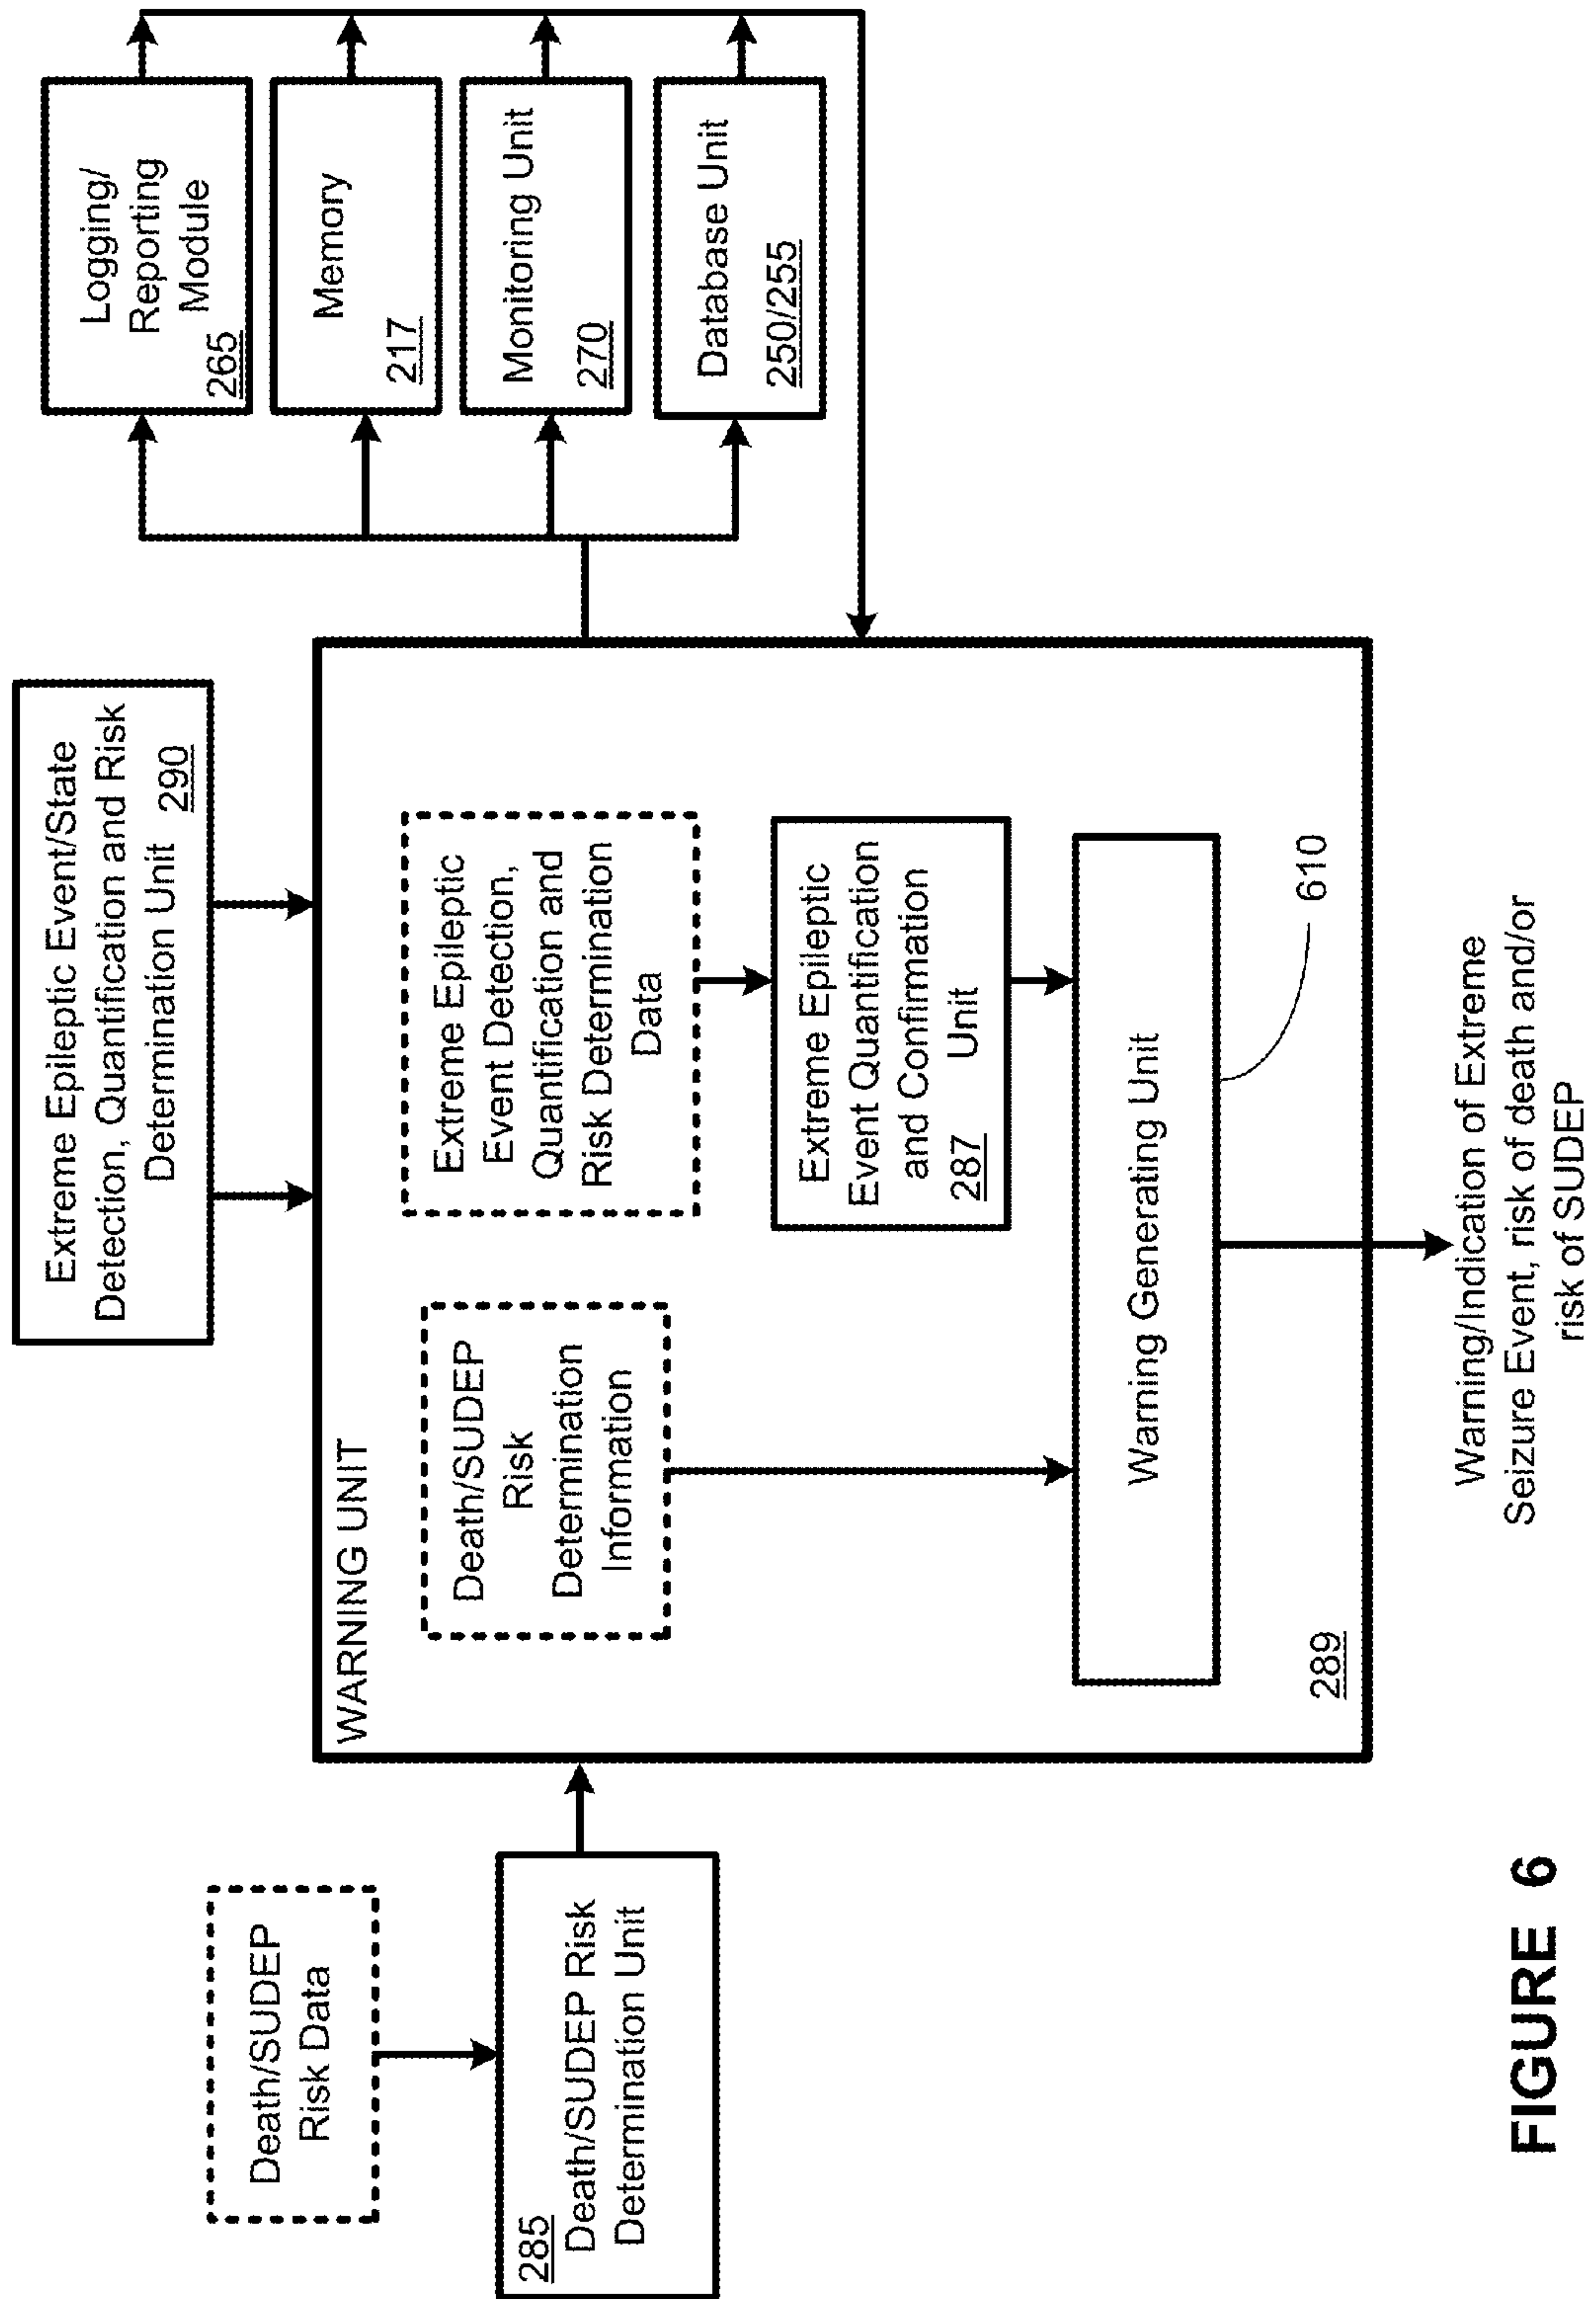 Extreme Epileptic Event/State
Detection, Quantification and Risk
Determination Unit 290
Logging/
Reporting
Module
265
Memory
217
Monitoring Unit
270
Database Unit
250/255
Death/SUDEP
Risk Data
285
Death/SUDEP Risk
Determination Unit
WARNING UNIT
Death/SUDEP
Risk
Determination
Information
Extreme Epileptic
Event Detection,
Quantification and
Risk Determination
Data
Extreme Epileptic
Event Quantification
and Confirmation
287 Unit
Warning Generating Unit
610
289
Warning/Indication of Extreme
Seizure Event, risk of death and/or
risk of SUDEP
FIGURE 6